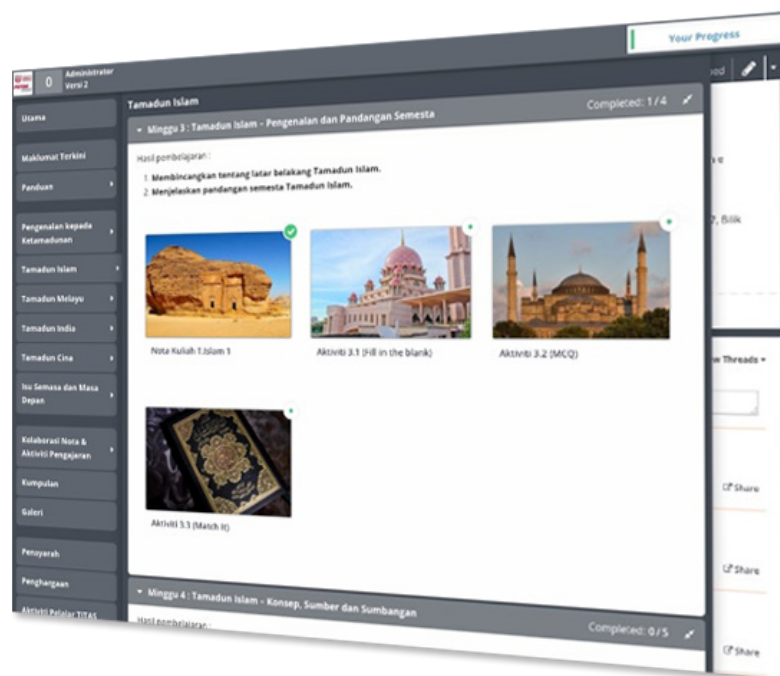 Your Progress
0
Administrator
Versi 2
Utama
Maklumat Terkini
Panduan
Pengenalan kepada
Ketamadunan
Tamadun Islam
Tamadun Melayu
Tamadun India
Tamadun Cina
Isu Semasa dan Masa
Depan
Kolaborasi Nota &
Aktiviti Pengajaran
Kumpulan
Galeri
Pensyarah
Penghargaan
Aktiviti Pelajar TITAS
Tamadun Islam
Minggu 3 : Tamadun Islam - Pengenalan dan Pandangan Semesta
Completed: 1/4
Hasil pembelajaran :
1. Membincangkan tentang latar belakang Tamadun Islam.
2. Menjelaskan pandangan semesta Tamadun Islam.
Nota Kuliah T.Islam 1
Aktiviti 3.1 (Fill in the blank)
Aktiviti 3.2 (MCQ)
Aktiviti 3.3 (Match It)
Minggu 4 : Tamadun Islam - Konsep, Sumber dan Sumbangan
Completed: 0/5
Hasil pembelajaran :
7, Bilik
Threads
Share
Share
Share